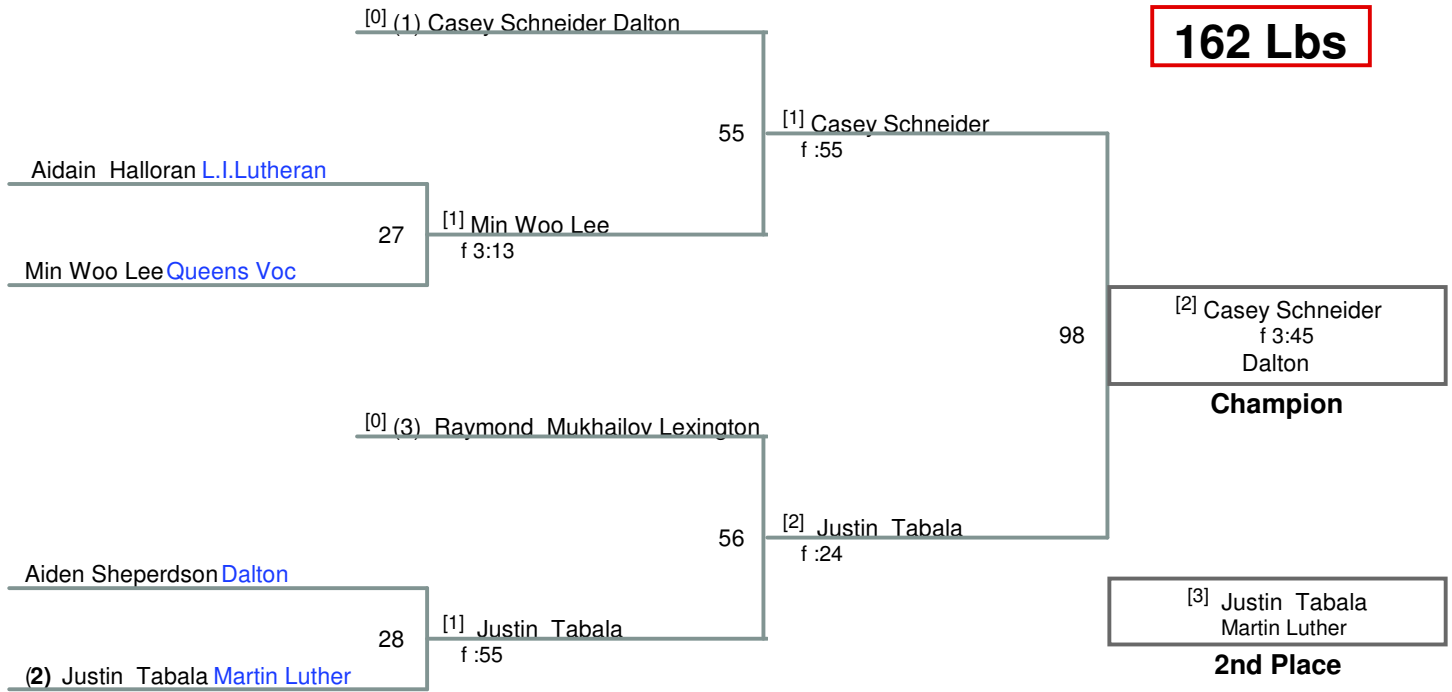 [0] (1) Casey Schneider Dalton
162 Lbs
55
[1] Casey Schneider
f :55
Aidain Halloran L.I.Lutheran
27
[1] Min Woo Lee
f 3:13
Min Woo Lee Queens Voc
98
[2] Casey Schneider
f 3:45
Dalton
Champion
[0] (3) Raymond Mukhailov Lexington
56
[2] Justin Tabala
f :24
Aiden Sheperdson Dalton
28
[1] Justin Tabala
f :55
(2) Justin Tabala Martin Luther
[3] Justin Tabala
Martin Luther
2nd Place